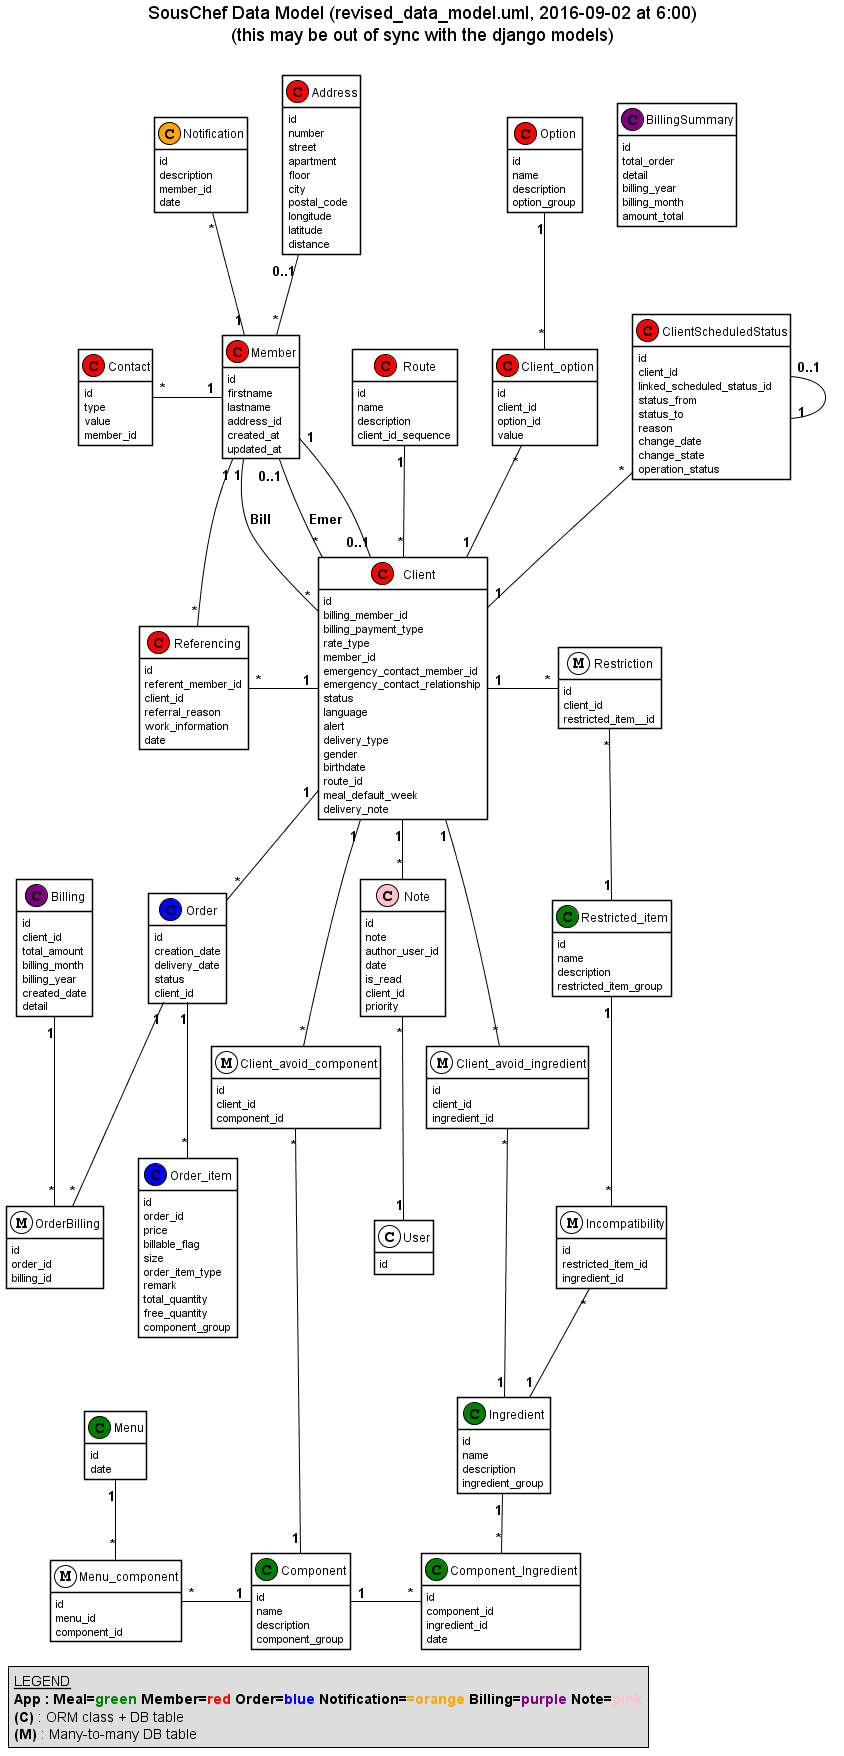 SousChef Data Model (revised_data_model.uml, 2016-09-02 at 6:00)
(this may be out of sync with the django models)
C Address
id
number
street
apartment
floor
city
postal_code
longitude
latitude
distance
C Notification
id
description
member_id
date
C Option
id
name
description
option_group
C BillingSummary
id
total_order
detail
billing_year
billing_month
amount_total
*
1
0..1
*
1
*
C Contact
id
type
value
member_id
*
1
C Member
id
firstname
lastname
address_id
created_at
updated_at
C Route
id
name
description
client_id_sequence
C Client_option
id
client_id
option_id
value
C ClientScheduledStatus
id
client_id
linked_scheduled_status_id
status_from
status_to
reason
change_date
change_state
operation_status
0..1
1
1
*
1
*
Bill
1
*
0..1
Emer
*
1
0..1
1
*
*
1
*
1
C Client
id
billing_member_id
billing_payment_type
rate_type
member_id
emergency_contact_member_id
emergency_contact_relationship
status
language
alert
delivery_type
gender
birthdate
route_id
meal_default_week
delivery_note
C Referencing
id
referent_member_id
client_id
referral_reason
work_information
date
*
1
1
*
M Restriction
id
client_id
restricted_item__id
*
1
1
*
1
*
1
*
1
*
C Billing
id
client_id
total_amount
billing_month
billing_year
created_date
detail
C Order
id
creation_date
delivery_date
status
client_id
C Note
id
note
author_user_id
date
is_read
client_id
priority
C Restricted_item
id
name
description
restricted_item_group
1
*
1
*
1
*
*
1
1
*
M Client_avoid_component
id
client_id
component_id
M Client_avoid_ingredient
id
client_id
ingredient_id
*
1
*
1
M OrderBilling
id
order_id
billing_id
C Order_item
id
order_id
price
billable_flag
size
order_item_type
remark
total_quantity
free_quantity
component_group
C User
id
M Incompatibility
id
restricted_item_id
ingredient_id
*
1
C Menu
id
date
C Ingredient
id
name
description
ingredient_group
1
*
1
*
M Menu_component
id
menu_id
component_id
*
1
C Component
id
name
description
component_group
1
*
C Component_Ingredient
id
component_id
ingredient_id
date
LEGEND
App : Meal=green Member=red Order=blue Notification==orange Billing=purple Note=pink
(C) : ORM class + DB table
(M) : Many-to-many DB table